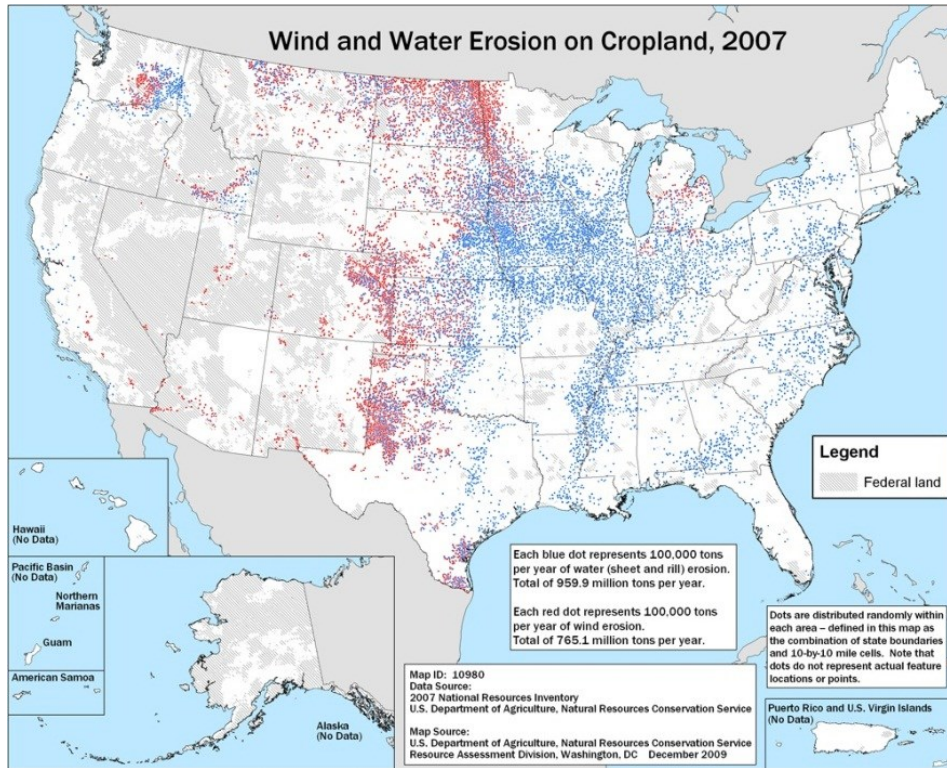 Wind and Water Erosion on Cropland, 2007
Legend
Federal land
Hawaii
(No Data)
Pacific Basin
(No Data)
Northern
Marianas
Guam
American Samoa
Alaska
(No Data)
Each blue dot represents 100,000 tons
per year of water (sheet and rill) erosion.
Total of 959.9 million tons per year.
Each red dot represents 100,000 tons
per year of wind erosion.
Total of 765.1 million tons per year.
Map ID: 10980
Data Source:
2007 National Resources Inventory
U.S. Department of Agriculture, Natural Resources Conservation Service
Map Source:
U.S. Department of Agriculture, Natural Resources Conservation Service
Resource Assessment Division, Washington, DC December 2009
Dots are distributed randomly within
each area – defined in this map as
the combination of state boundaries
and 10-by-10 mile cells. Note that
dots do not represent actual feature
locations or points.
Puerto Rico and U.S. Virgin Islands
(No Data)